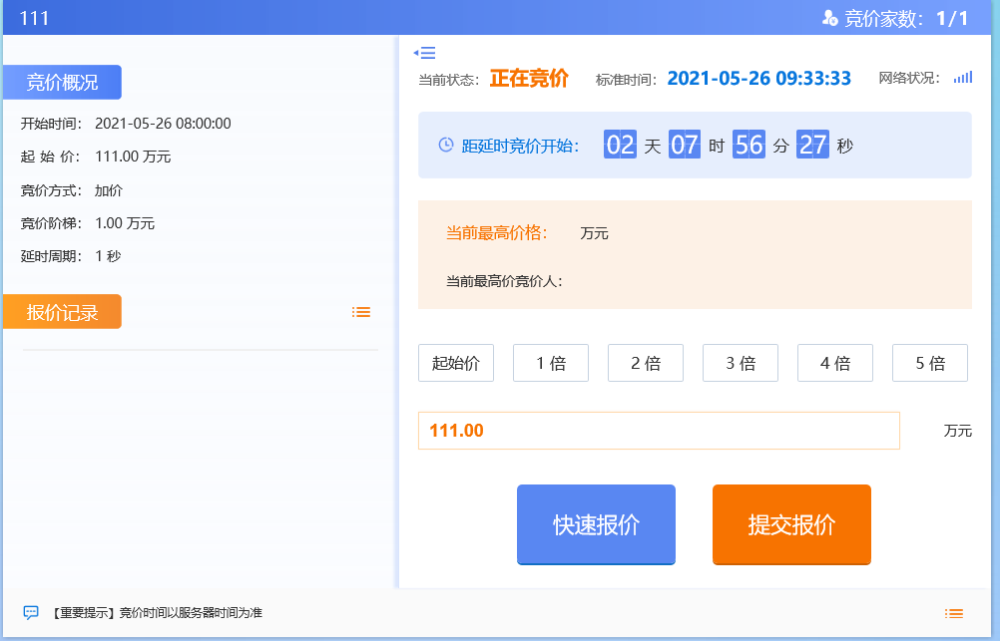 111
竞价家数： 1/1
竞价概况
开始时间： 2021-05-26 08:00:00
起 始 价： 111.00 万元
竞价方式： 加价
竞价阶梯： 1.00 万元
延时周期： 1 秒
报价记录
当前状态： 正在竞价 标准时间： 2021-05-26 09:33:33 网络状况：
距延时竞价开始： 02 天 07 时 56 分 27 秒
当前最高价格： 万元
当前最高价竞价人：
起始价 1 倍 2 倍 3 倍 4 倍 5 倍
111.00 万元
快速报价 提交报价
【重要提示】竞价时间以服务器时间为准